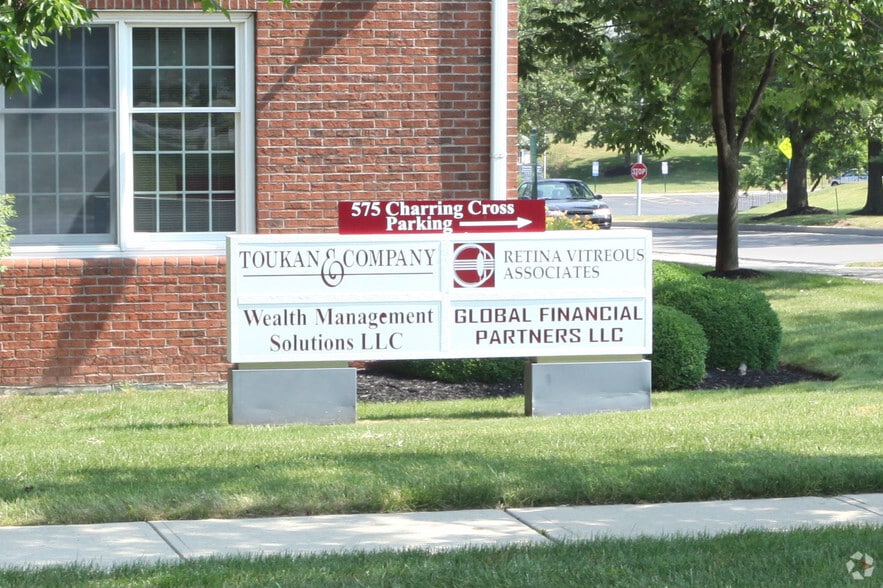 575 Charring Cross
Parking
TOUKAN & COMPANY
RETINA VITREOUS
ASSOCIATES
Wealth Management
Solutions LLC
GLOBAL FINANCIAL
PARTNERS LLC
STOP